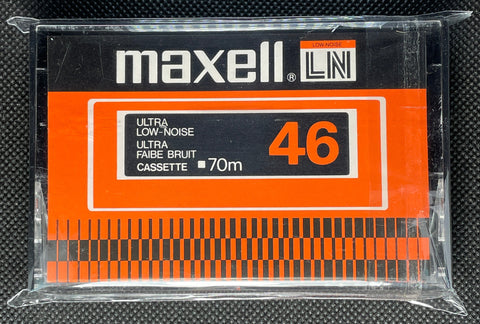 maxell®
LOW-NOISE
LN
ULTRA
LOW-NOISE
ULTRA
FAIBE BRUIT
CASSETTE ■70m
46